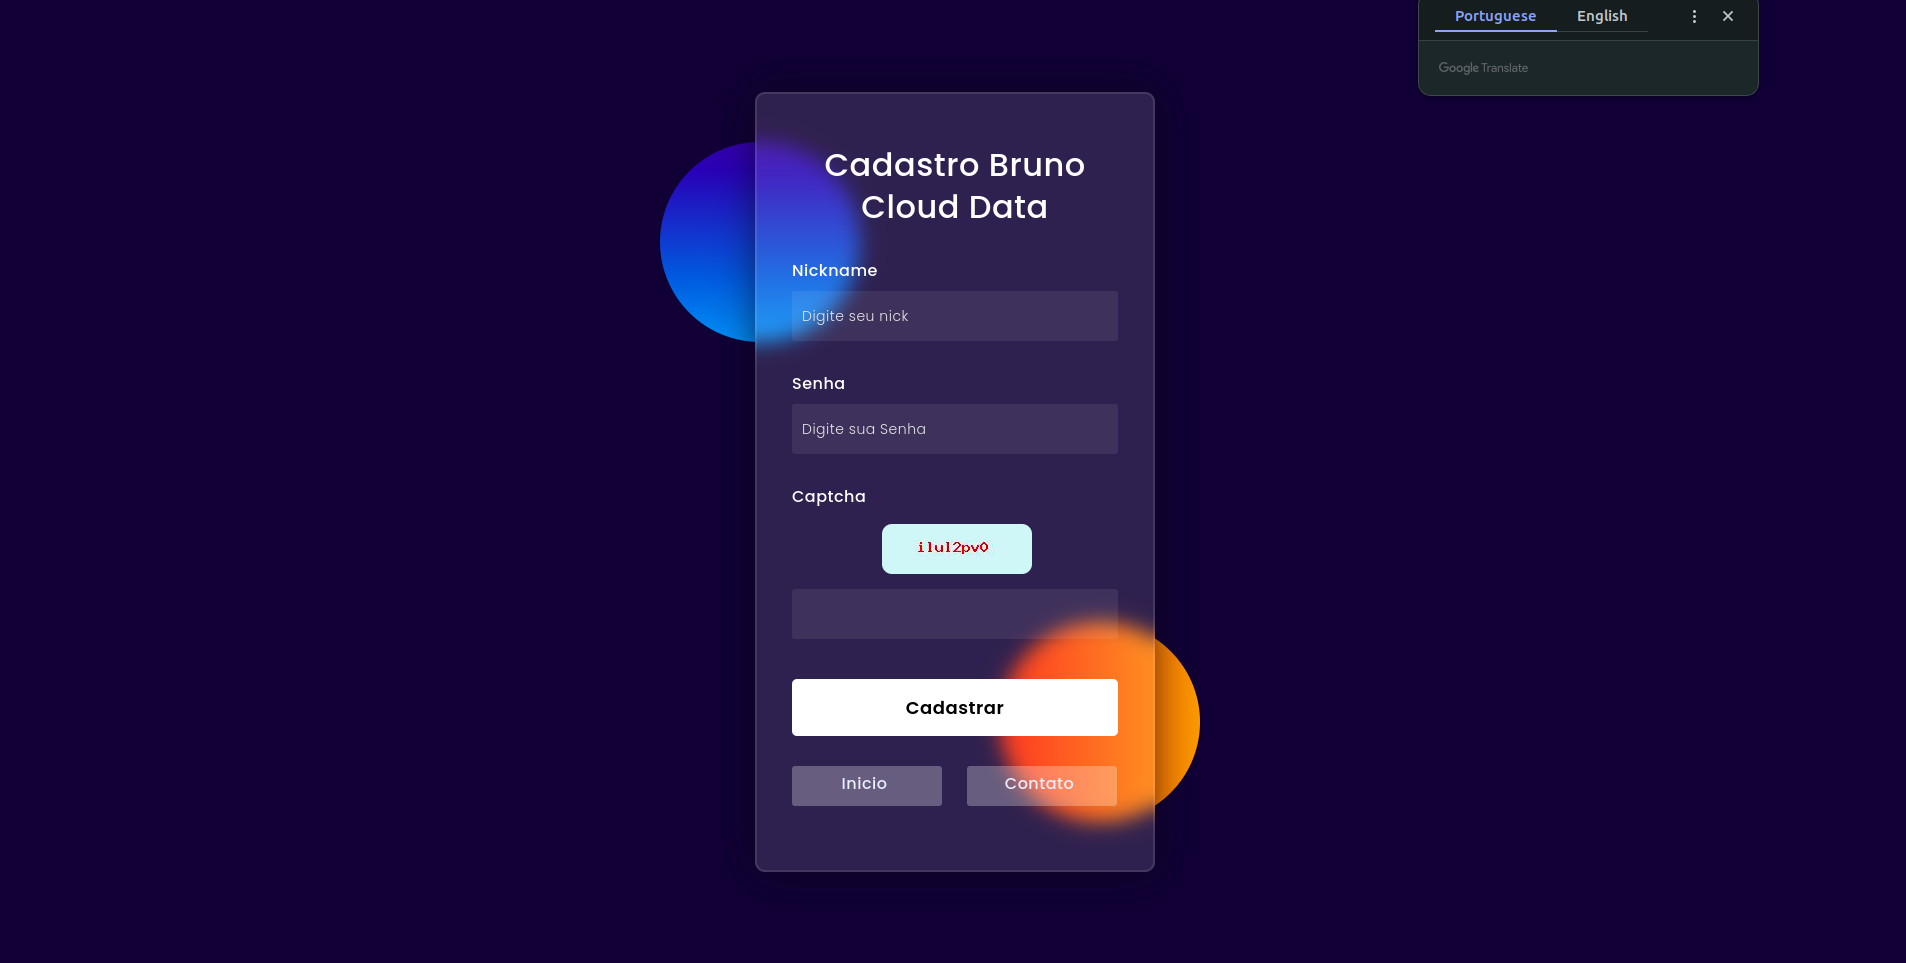 Portuguese English
Google Translate
Cadastro Bruno
Cloud Data
Nickname
Digite seu nick
Senha
Digite sua Senha
Captcha
Cadastrar
Inicio Contato